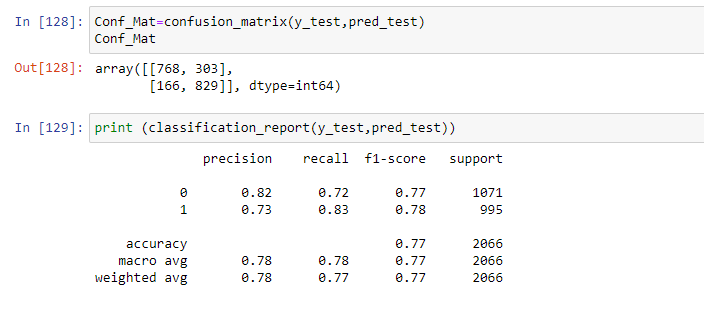 In [128]: Conf_Mat=confusion_matrix(y_test,pred_test)
Conf_Mat
Out[128]: array([[768, 303],
[166, 829]], dtype=int64)
In [129]: print (classification_report(y_test,pred_test))
precision recall f1-score support
0 0.82 0.72 0.77 1071
1 0.73 0.83 0.78 995
accuracy 0.77 2066
macro avg 0.78 0.78 0.77 2066
weighted avg 0.78 0.77 0.77 2066